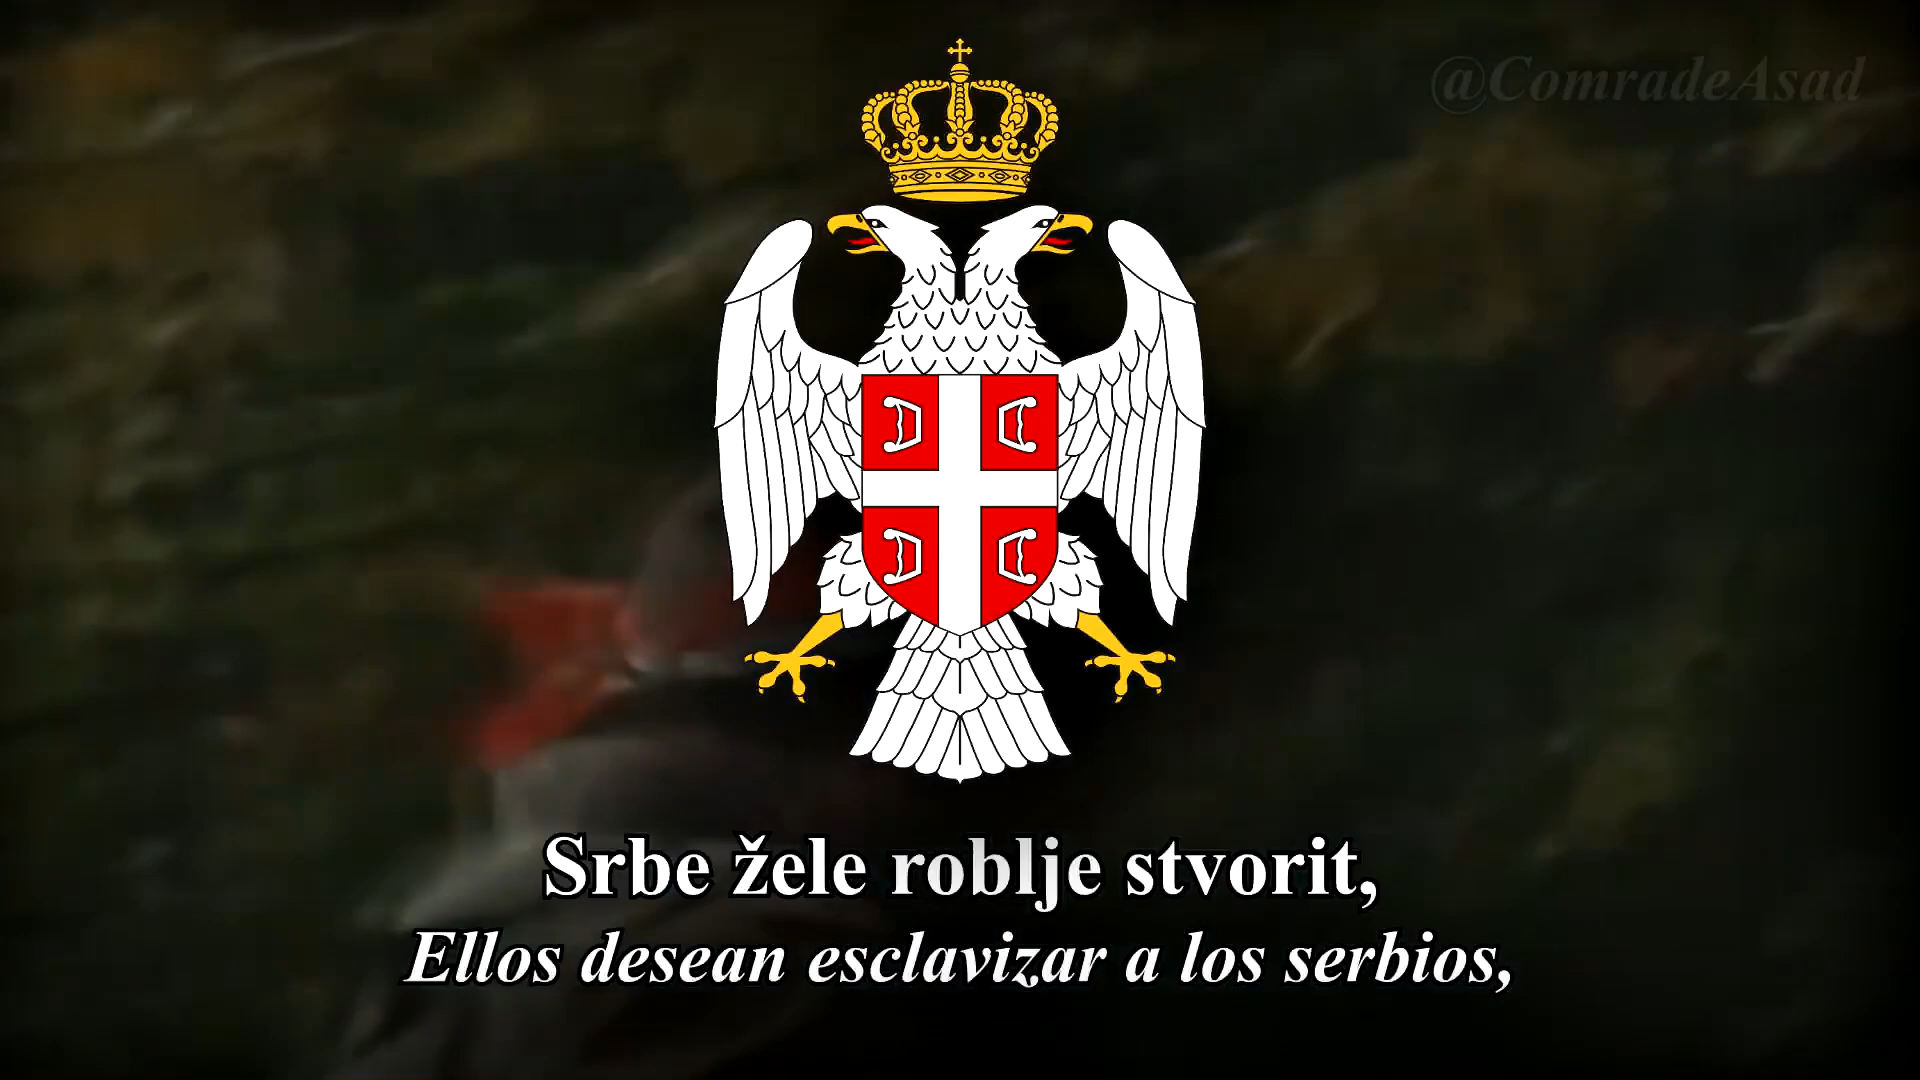 @ComradeAsad
Srbe žele roblje stvorit,
Ellos desean esclavizar a los serbios,